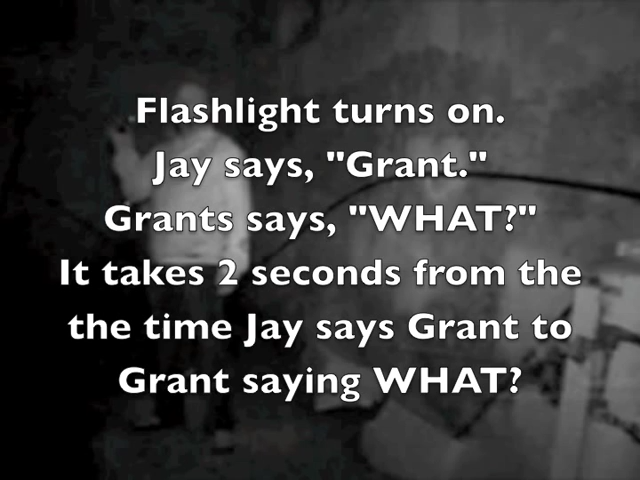 Flashlight turns on.
Jay says, "Grant."
Grants says, "WHAT?"
It takes 2 seconds from the
the time Jay says Grant to
Grant saying WHAT?